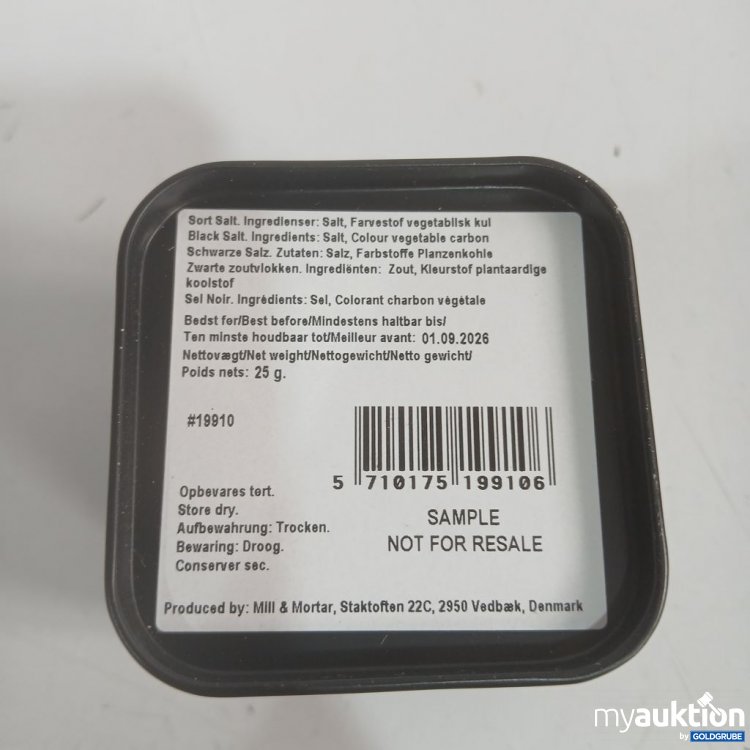 Sort Salt. Ingredienser: Salt, Farvestof vegetabilsk kul
Black Salt. Ingredients: Salt, Colour vegetable carbon
Schwarze Salz. Zutaten: Salz, Farbstoffe Planzenkohle
Zwarte zoutvlokken. Ingrediënten: Zout, Kleurstof plantaardige
koolstof
Sel Noir. Ingrédients: Sel, Colorant charbon végétale
Bedst før/Best before/Mindestens haltbar bis/
Ten minste houdbaar tot/Meilleur avant: 01.09.2026
Nettovægt/Net weight/Nettogewicht/Netto gewicht/
Poids nets: 25 g.
#19910
5 710175 199106
Opbevares tørt.
Store dry.
Aufbewahrung: Trocken.
Bewaring: Droog.
Conserver sec.
SAMPLE
NOT FOR RESALE
Produced by: Mill & Mortar, Staktoften 22C, 2950 Vedbæk, Denmark
myauktion
by GOLDGRUBE